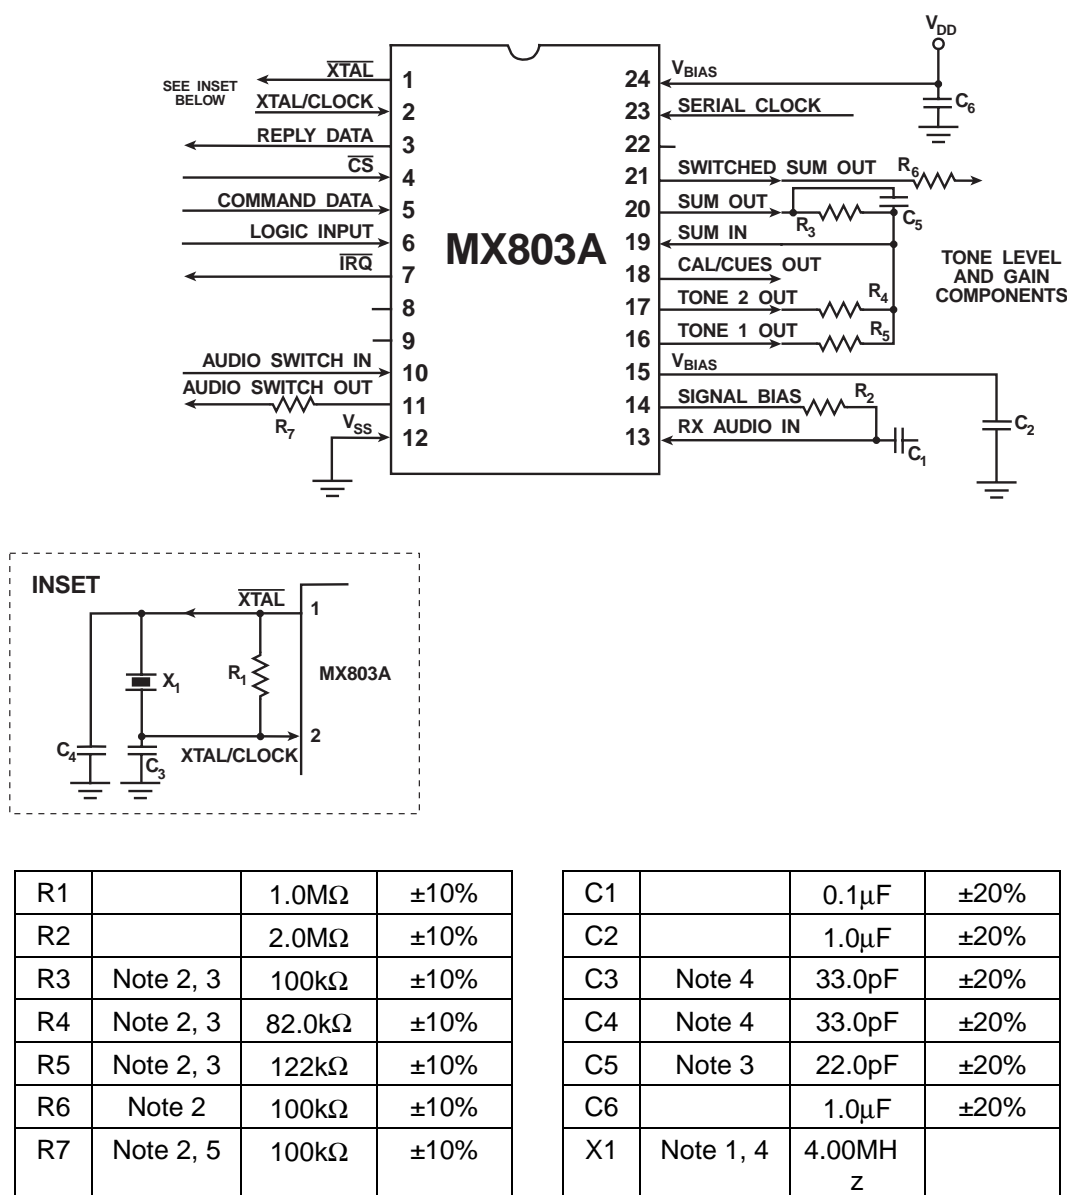 VDD
XTAL 1 24 VBIAS
SEE INSET
BELOW
XTAL/CLOCK 2 23 SERIAL CLOCK C6
REPLY DATA 3 22
CS 4 21 SWITCHED SUM OUT R6
COMMAND DATA 5 20 SUM OUT R3 C5
LOGIC INPUT 6 19 SUM IN
MX803A
IRQ 7 18 CAL/CUES OUT
TONE LEVEL
AND GAIN
COMPONENTS
8 17 TONE 2 OUT R4
9 16 TONE 1 OUT R5
AUDIO SWITCH IN 10 15 VBIAS
AUDIO SWITCH OUT 11 14 SIGNAL BIAS R2
R7 VSS 12 13 RX AUDIO IN C1 C2
INSET
XTAL 1
X1 R1 MX803A
2
C4 C3 XTAL/CLOCK
R1 1.0MΩ ±10% C1 0.1μF ±20%
R2 2.0MΩ ±10% C2 1.0μF ±20%
R3 Note 2, 3 100kΩ ±10% C3 Note 4 33.0pF ±20%
R4 Note 2, 3 82.0kΩ ±10% C4 Note 4 33.0pF ±20%
R5 Note 2, 3 122kΩ ±10% C5 Note 3 22.0pF ±20%
R6 Note 2 100kΩ ±10% C6 1.0μF ±20%
R7 Note 2, 5 100kΩ ±10% X1 Note 1, 4 4.00MH
z